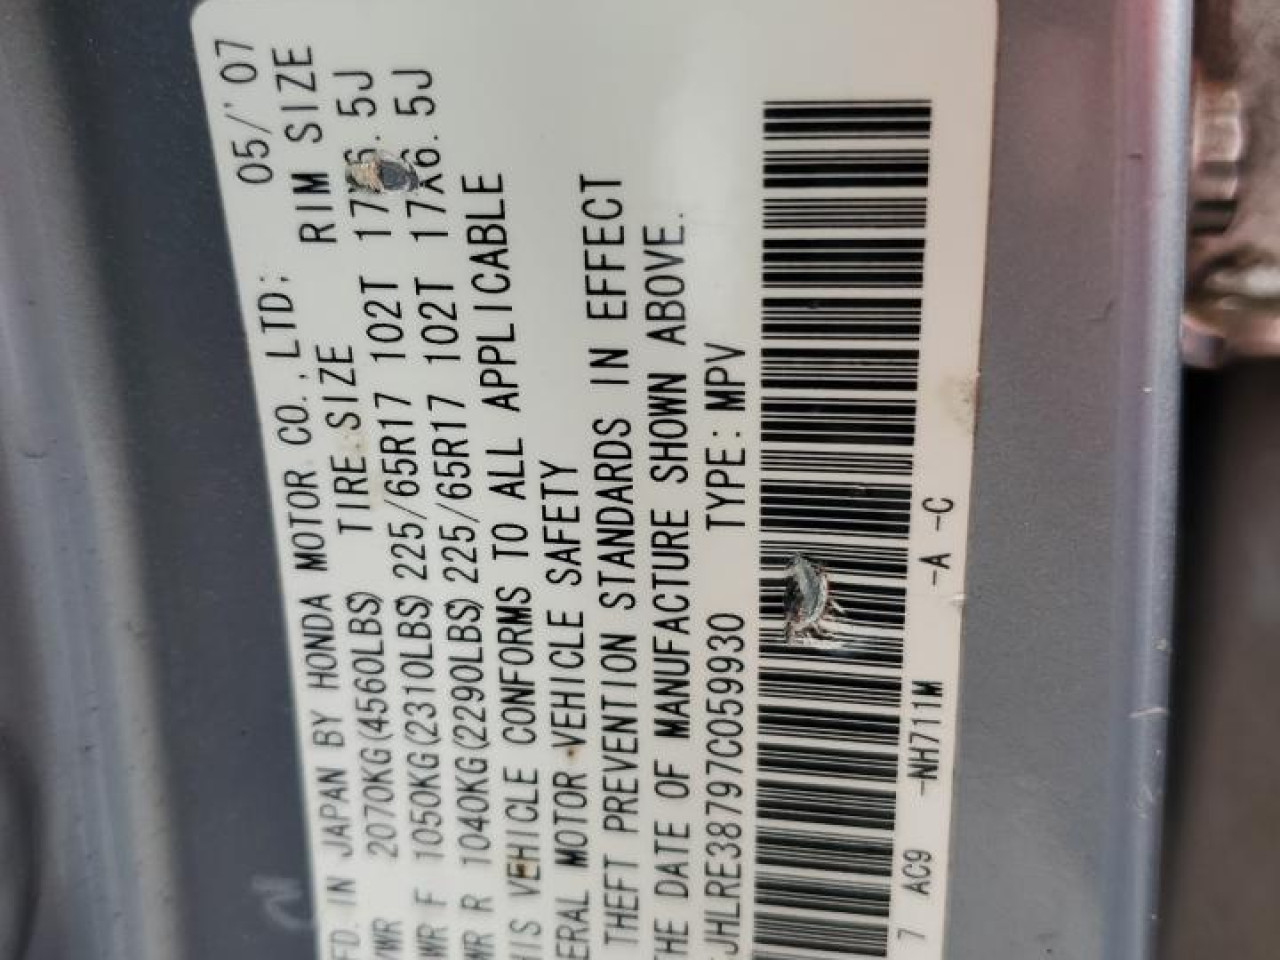 FD. IN JAPAN BY HONDA MOTOR CO., LTD; 05/'07
TIRE SIZE RIM SIZE
WR 2070KG(4560LBS)
WR F 1050KG(2310LBS) 225/65R17 102T 17X6.5J
WR R 1040KG(2290LBS) 225/65R17 102T 17X6.5J
HIS VEHICLE CONFORMS TO ALL APPLICABLE
ERAL MOTOR VEHICLE SAFETY
THEFT PREVENTION STANDARDS IN EFFECT
HE DATE OF MANUFACTURE SHOWN ABOVE.
JHLRE38797C059930 TYPE: MPV
7 AC9 -NH711M -A -C